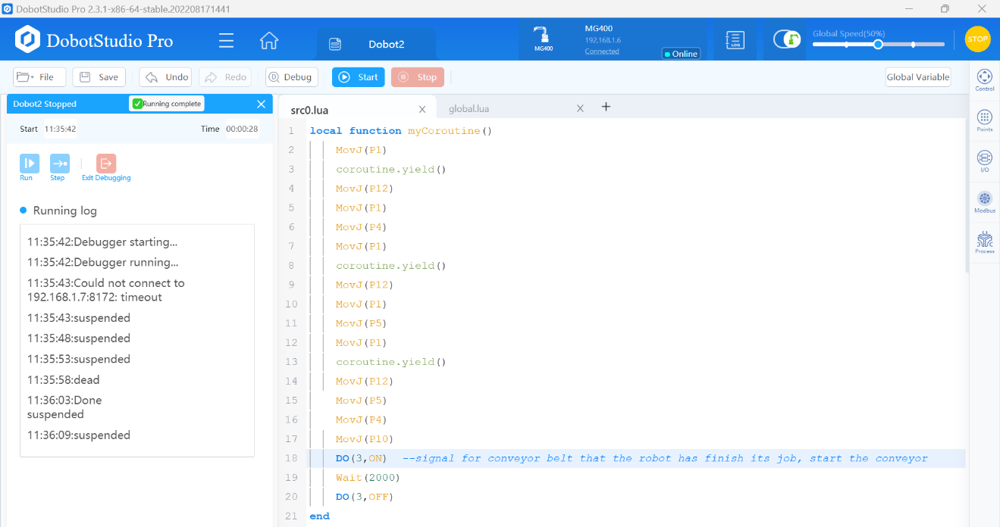 DobotStudio Pro 2.3.1-x86-64-stable.202208171441
DobotStudio Pro
Dobot2
MG400
MG400
192.168.1.6
Connected
Online
LOG
Global Speed(50%)
STOP
File
Save
Undo
Redo
Debug
Start
Stop
Global Variable
Dobot2 Stopped
Running complete
Start 11:35:42
Time 00:00:28
Run
Step
Exit Debugging
Running log
11:35:42:Debugger starting...
11:35:42:Debugger running...
11:35:43:Could not connect to
192.168.1.7:8172: timeout
11:35:43:suspended
11:35:48:suspended
11:35:53:suspended
11:35:58:dead
11:36:03:Done
suspended
11:36:09:suspended
src0.lua
global.lua
1 local function myCoroutine()
2 MovJ(P1)
3 coroutine.yield()
4 MovJ(P12)
5 MovJ(P1)
6 MovJ(P4)
7 MovJ(P1)
8 coroutine.yield()
9 MovJ(P12)
10 MovJ(P1)
11 MovJ(P5)
12 MovJ(P1)
13 coroutine.yield()
14 MovJ(P12)
15 MovJ(P5)
16 MovJ(P4)
17 MovJ(P10)
18 DO(3,ON) --signal for conveyor belt that the robot has finish its job, start the conveyor
19 Wait(2000)
20 DO(3,OFF)
21 end
Control
Points
I/O
Modbus
Process